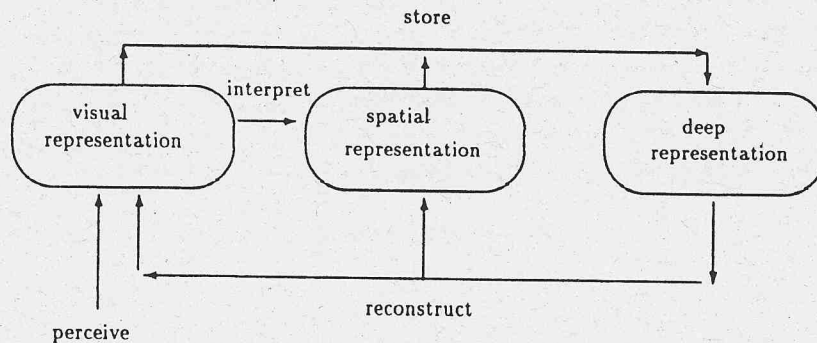 store
interpret
visual
representation
spatial
representation
deep
representation
reconstruct
perceive